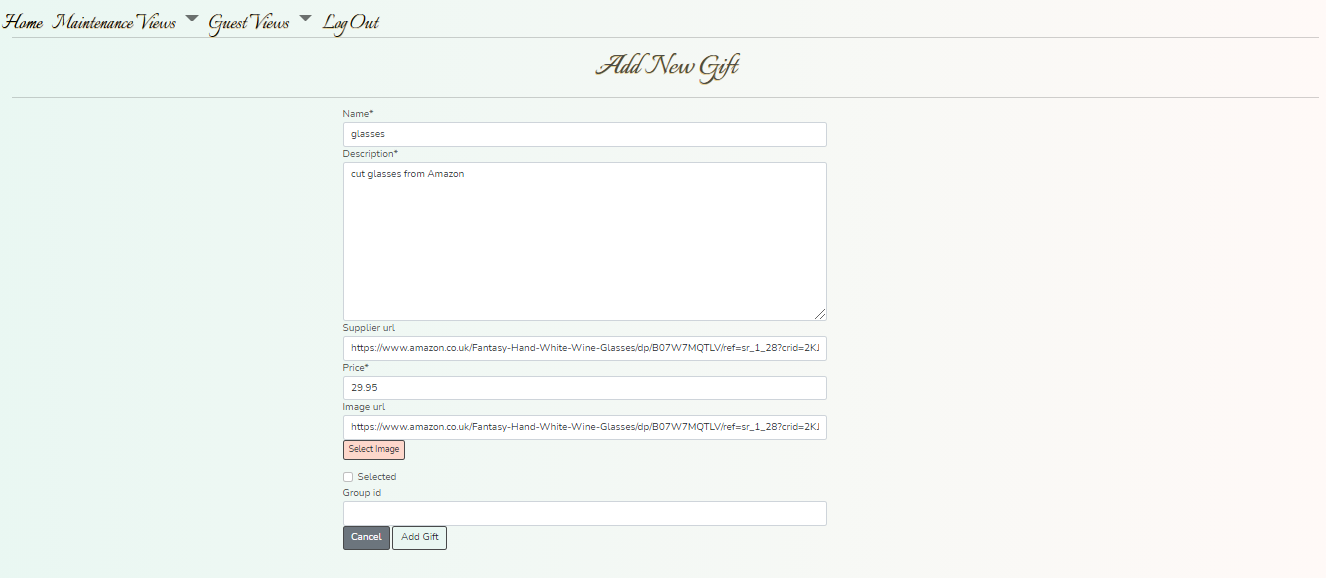 Home Maintenance Views Guest Views Log Out
Add New Gift
Name*
glasses
Description*
cut glasses from Amazon
Supplier url
https://www.amazon.co.uk/Fantasy-Hand-White-Wine-Glasses/dp/B07W7MQTLV/ref=sr_1_28?crid=2KJ
Price*
29.95
Image url
https://www.amazon.co.uk/Fantasy-Hand-White-Wine-Glasses/dp/B07W7MQTLV/ref=sr_1_28?crid=2KJ
Select Image
Selected
Group id
Cancel Add Gift